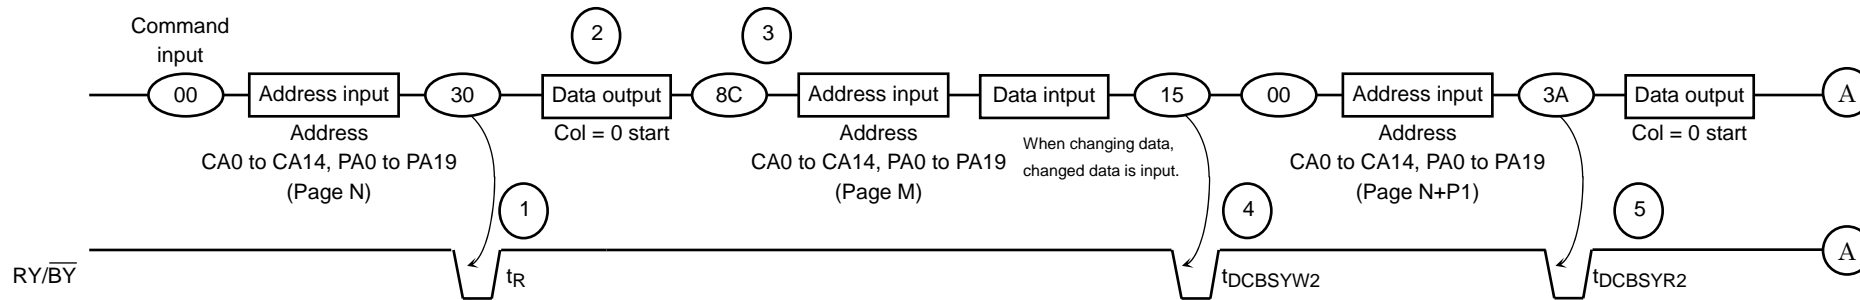 Command
input
2
3
00
Address input
30
Data output
8C
Address input
Data intput
15
00
Address input
3A
Data output
A
Address
CA0 to CA14, PA0 to PA19
(Page N)
Col = 0 start
Address
CA0 to CA14, PA0 to PA19
(Page M)
When changing data,
changed data is input.
Address
CA0 to CA14, PA0 to PA19
(Page N+P1)
Col = 0 start
1
4
5
RY/BY
tR
tDCBSYW2
tDCBSYR2
A